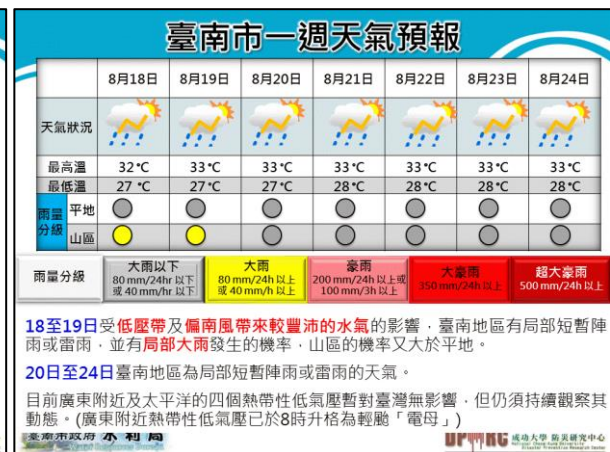 臺南市一週天氣預報
8月18日 8月19日 8月20日 8月21日 8月22日 8月23日 8月24日
天氣狀況
最高溫 32°C 33°C 33°C 33°C 33°C 33°C 33°C
最低溫 27 °C 27°C 27°C 28°C 28°C 28°C 28°C
雨量分級 平地
山區
雨量分級
大雨以下
80 mm/24hr 以下
或 40 mm/hr 以下
大雨
80 mm/24h 以上
或 40 mm/h 以上
豪雨
200 mm/24h 以上或
100 mm/3h 以上
大豪雨
350 mm/24h 以上
超大豪雨
500 mm/24h 以上
18至19日受低壓帶及偏南風帶來較豐沛的水氣的影響，臺南地區有局部短暫陣
雨或雷雨，並有局部大雨發生的機率，山區的機率又大於平地。
20日至24日臺南地區為局部短暫陣雨或雷雨的天氣。
目前廣東附近及太平洋的四個熱帶性低氣壓暫對臺灣無影響，但仍須持續觀察其
動態。(廣東附近熱帶性低氣壓已於8時升格為輕颱「電母」)
臺南市政府 水利局
成功大學 防災研究中心